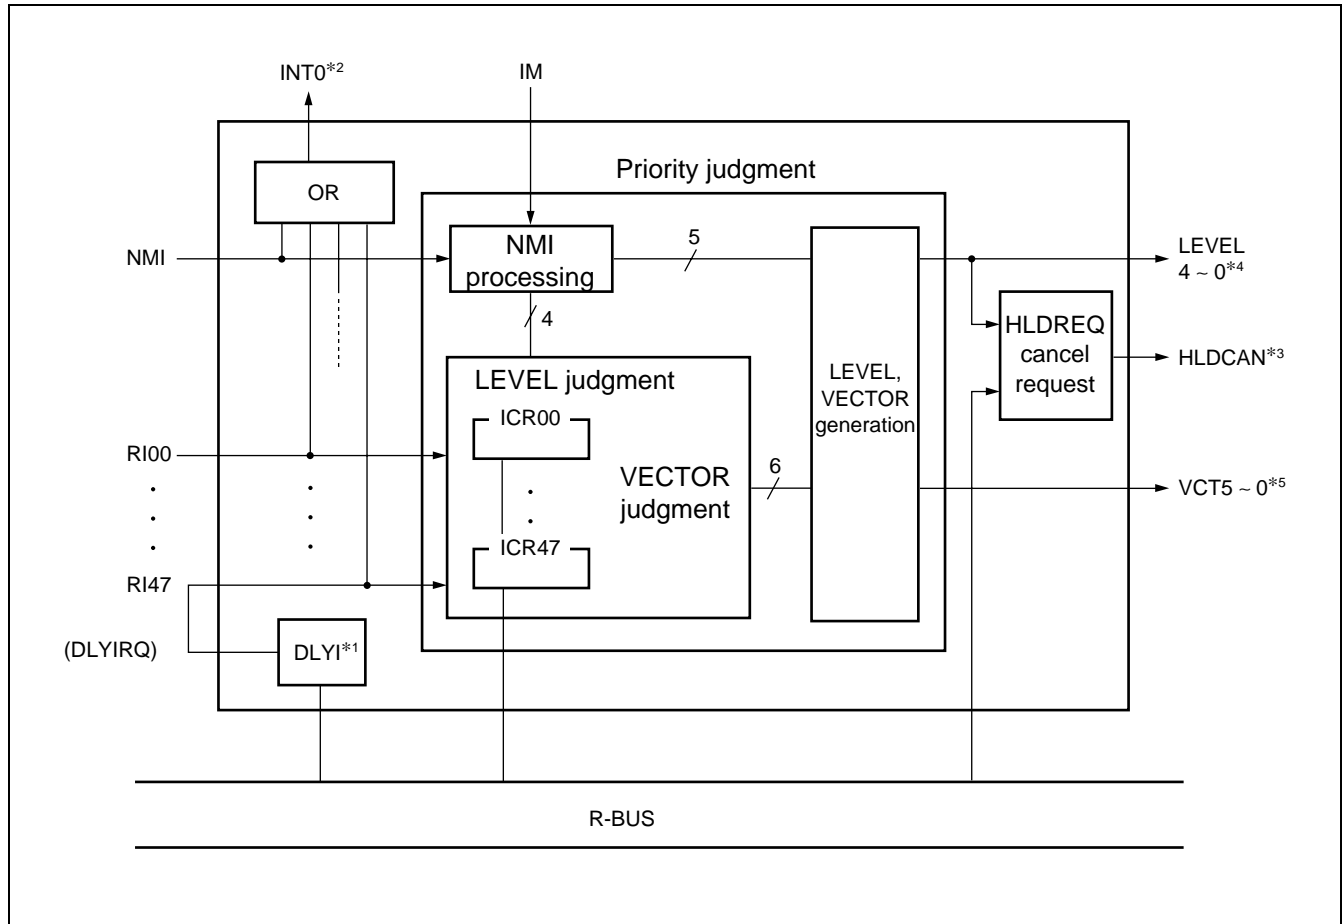 INT0*2
IM
Priority judgment
OR
NMI
NMI
processing
5
LEVEL
4 ~ 0*4
4
HLDREQ
cancel
request
HLDCAN*3
LEVEL judgment
ICR00
LEVEL,
VECTOR
generation
RI00
VECTOR
judgment
6
VCT5 ~ 0*5
ICR47
RI47
(DLYIRQ)
DLYI*1
R-BUS